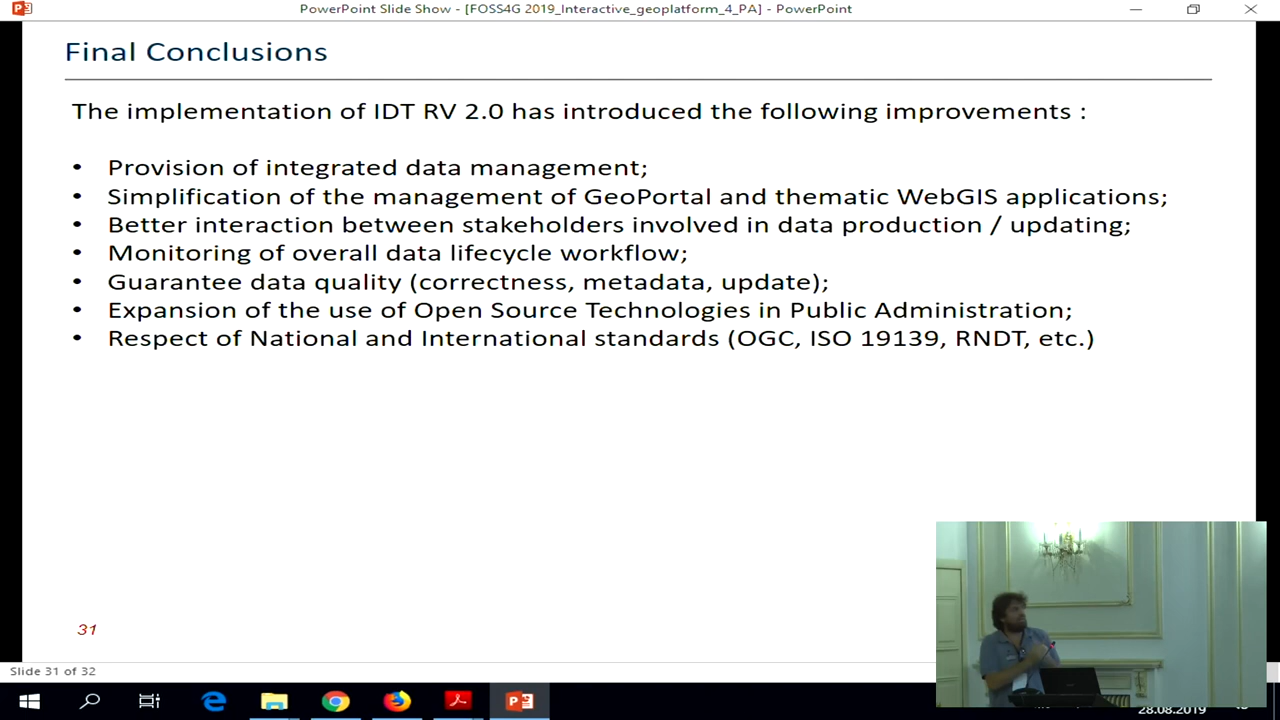 PowerPoint Slide Show - [FOSS4G 2019_Interactive_geoplatform_4_PA] - PowerPoint
Final Conclusions
The implementation of IDT RV 2.0 has introduced the following improvements :
• Provision of integrated data management;
• Simplification of the management of GeoPortal and thematic WebGIS applications;
• Better interaction between stakeholders involved in data production / updating;
• Monitoring of overall data lifecycle workflow;
• Guarantee data quality (correctness, metadata, update);
• Expansion of the use of Open Source Technologies in Public Administration;
• Respect of National and International standards (OGC, ISO 19139, RNDT, etc.)
31
Slide 31 of 32
28.08.2019